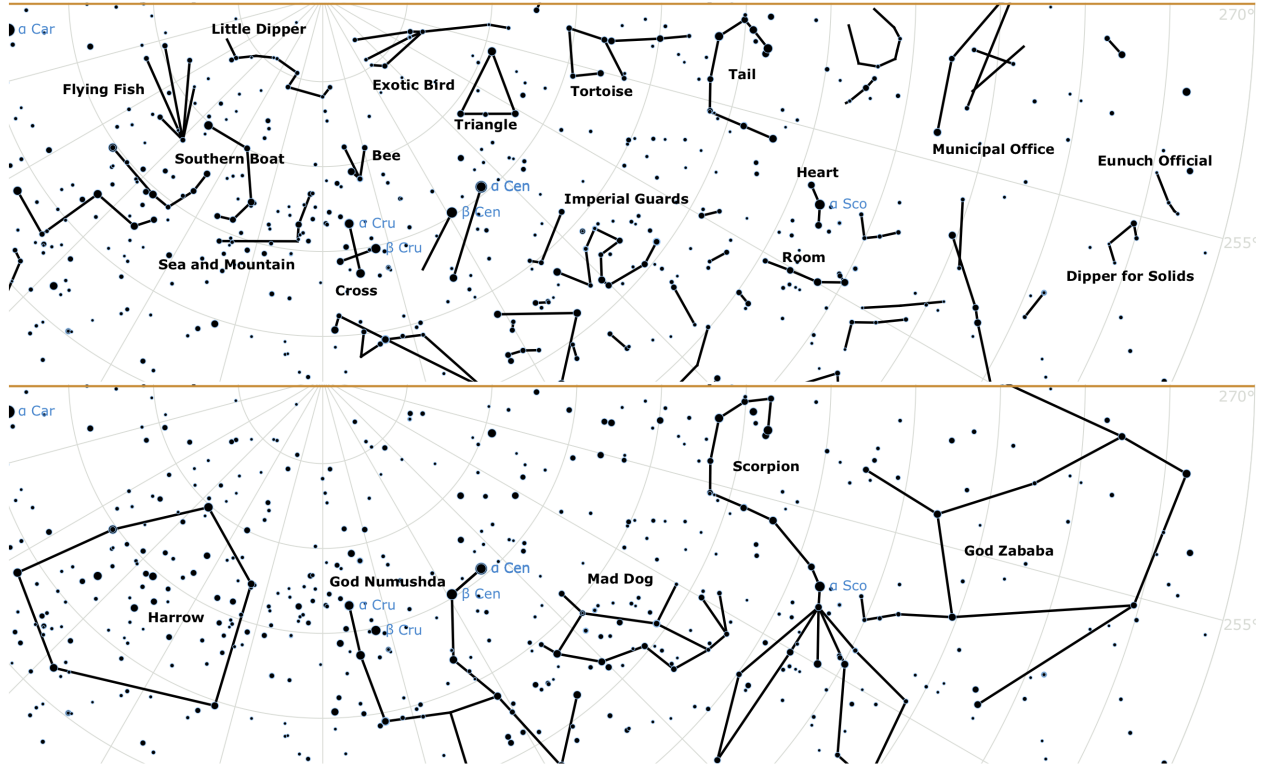 270°
α Car
Little Dipper
Flying Fish
Exotic Bird
Tortoise
Tail
Triangle
Southern Boat
Bee
Municipal Office
Eunuch Official
Heart
α Cen
Imperial Guards
α Sco
β Cen
α Cru
β Cru
255°
Sea and Mountain
Room
Dipper for Solids
Cross
270°
α Car
Scorpion
God Zababa
α Cen
God Numushda
Mad Dog
α Sco
β Cen
α Cru
Harrow
β Cru
255°